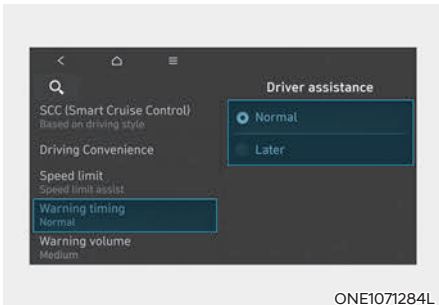 Driver assistance
SCC (Smart Cruise Control)
Based on driving style
Driving Convenience
Speed limit
Speed limit assist
Warning timing
Normal
Warning volume
Medium
Normal
Later
ONE1071284L